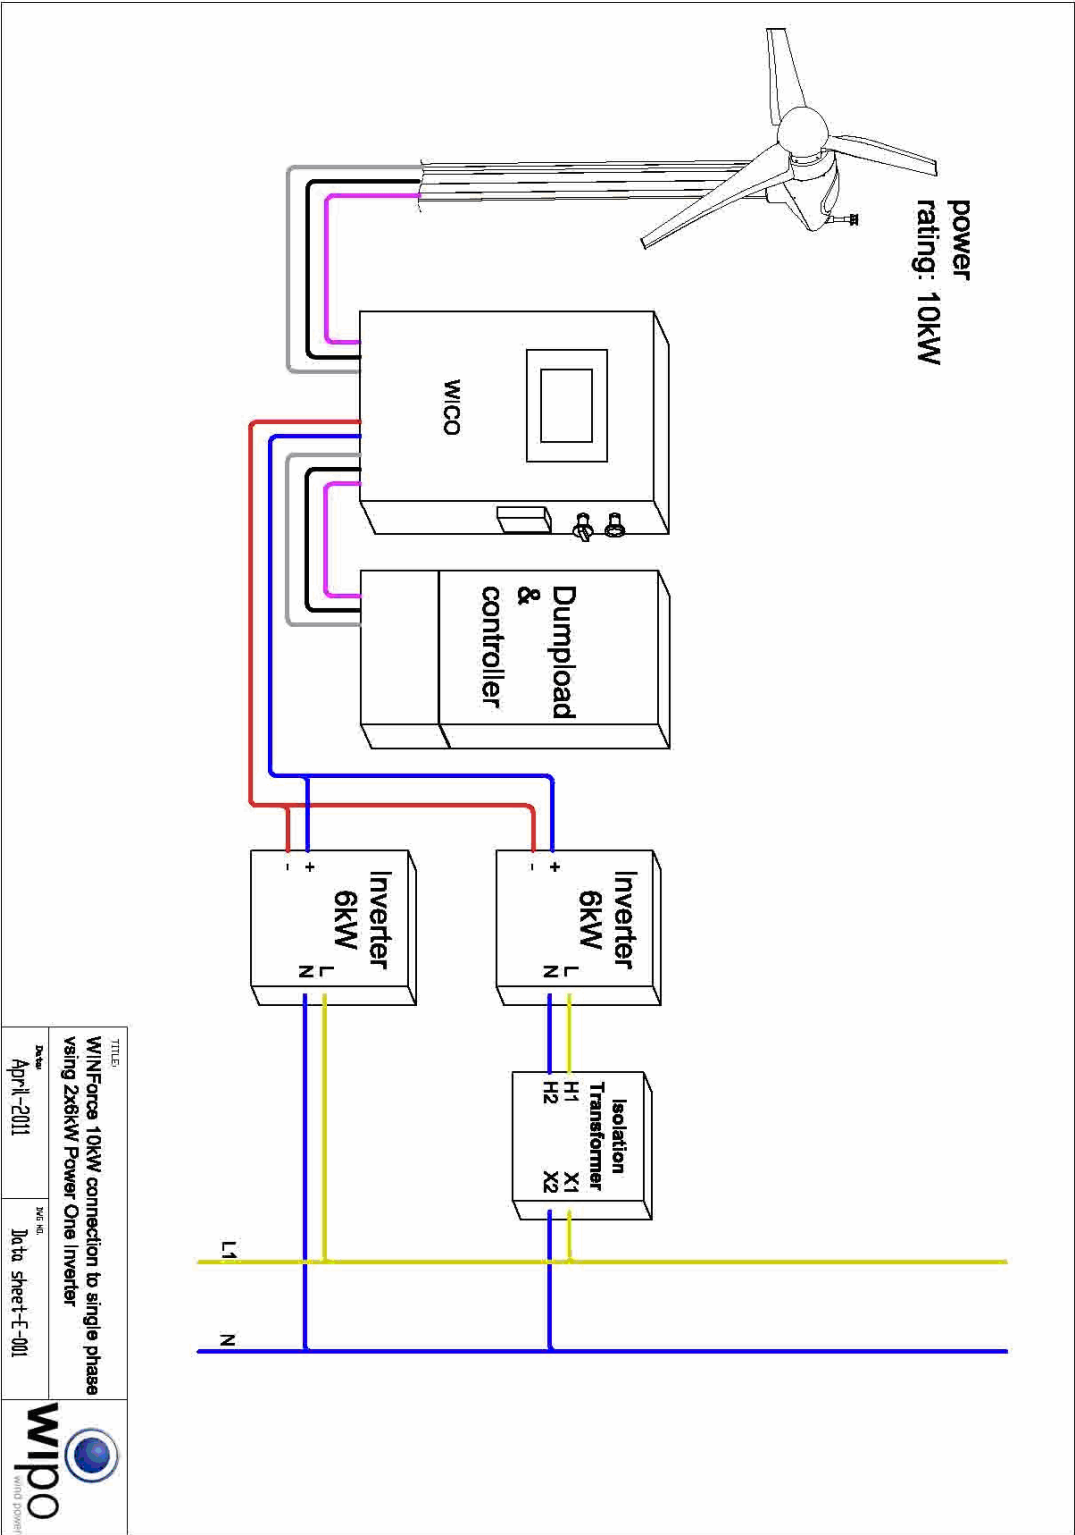 power
rating: 10kW
WICO
Dumpload
&
controller
Inverter
6kW
+
-
L
N
Inverter
6kW
+
-
L
N
Isolation
Transformer
H1
H2
X1
X2
L1
N
TITLE:
WINForce 10kW connection to single phase
vsing 2x6kW Power One Inverter
Date:
April-2011
DWG NO.
Data sheet-E-001
wipo
wind power